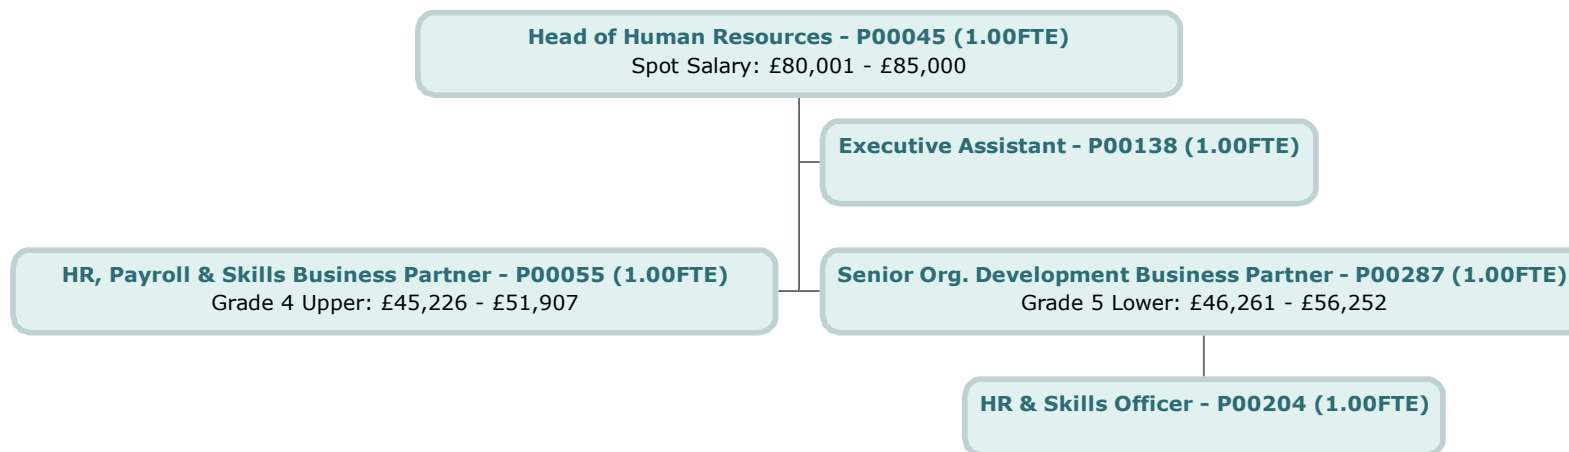 Head of Human Resources - P00045 (1.00FTE)
Spot Salary: £80,001 - £85,000
Executive Assistant - P00138 (1.00FTE)
HR, Payroll & Skills Business Partner - P00055 (1.00FTE)
Grade 4 Upper: £45,226 - £51,907
Senior Org. Development Business Partner - P00287 (1.00FTE)
Grade 5 Lower: £46,261 - £56,252
HR & Skills Officer - P00204 (1.00FTE)